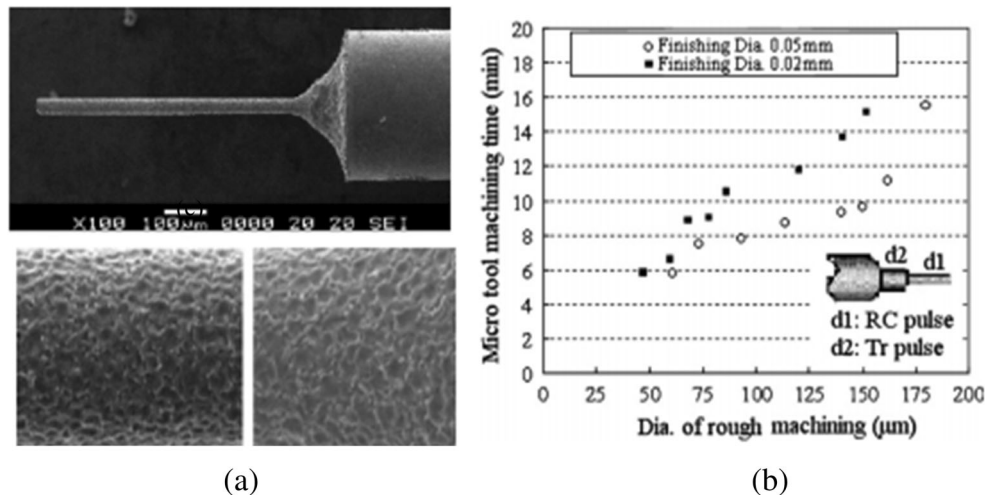 X100 100μm 0000 20 20 SEI
(a)
Micro tool machining time (min)
20
18
16
14
12
10
8
6
4
2
0
○ Finishing Dia. 0.05mm
■ Finishing Dia. 0.02mm
d2 d1
d1: RC pulse
d2: Tr pulse
0 25 50 75 100 125 150 175 200
Dia. of rough machining (μm)
(b)